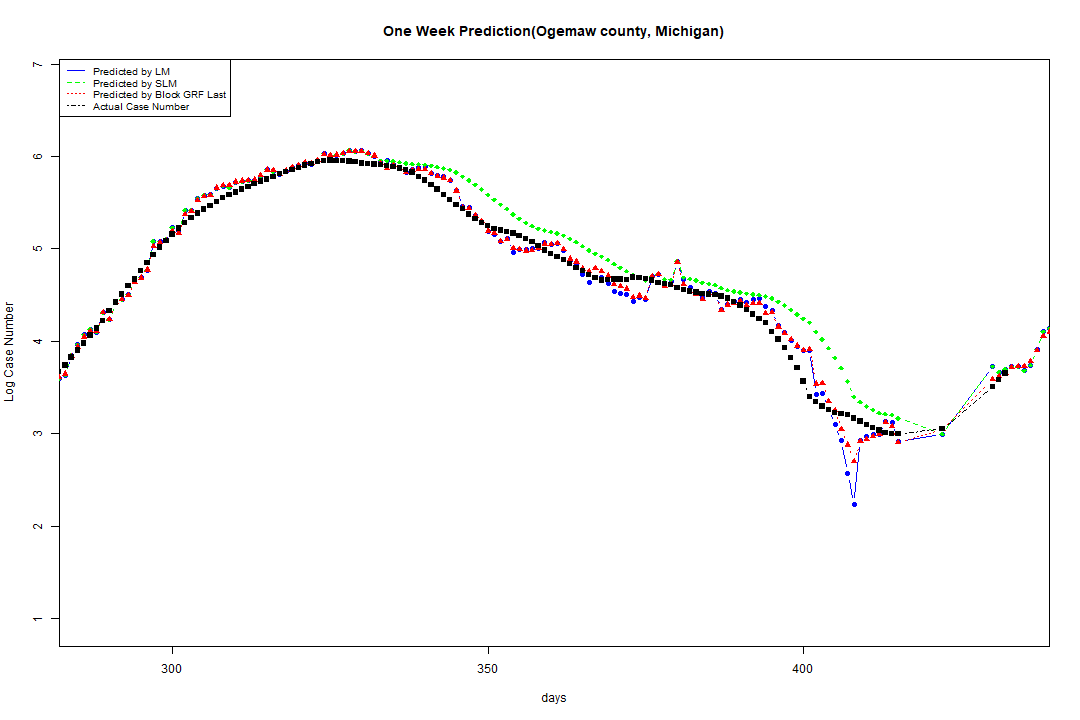 One Week Prediction(Ogemaw county, Michigan)
Predicted by LM
Predicted by SLM
Predicted by Block GRF Last
Actual Case Number
7
6
5
4
3
2
1
Log Case Number
300 350 400
days